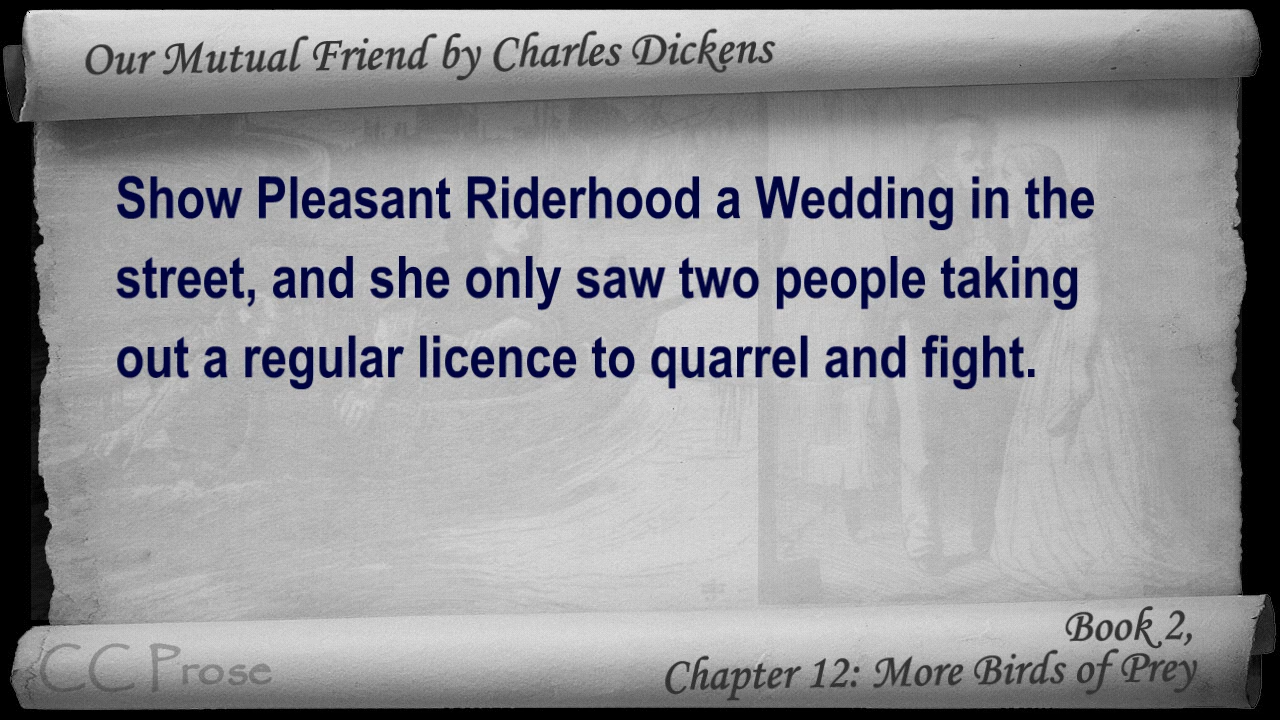 Our Mutual Friend by Charles Dickens
Show Pleasant Riderhood a Wedding in the
street, and she only saw two people taking
out a regular licence to quarrel and fight.
Book 2,
Chapter 12: More Birds of Prey
CC Prose